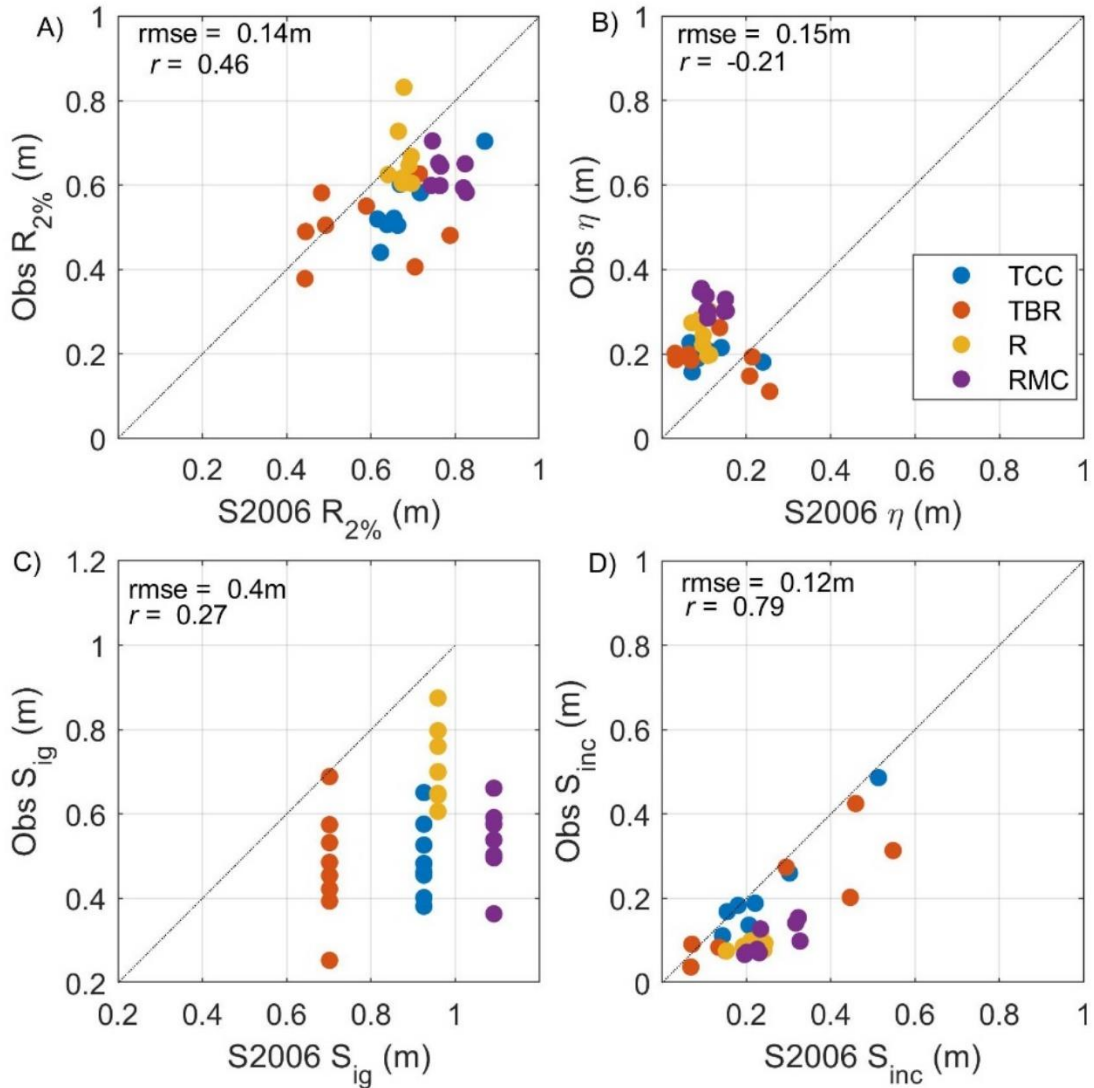 A)
rmse = 0.14m
r = 0.46
1
0.8
0.6
0.4
0.2
0
Obs R2%  (m)
0.2 0.4 0.6 0.8 1
S2006 R2%  (m)
B)
rmse = 0.15m
r = -0.21
1
0.8
0.6
0.4
0.2
0
Obs η (m)
0.2 0.4 0.6 0.8 1
S2006 η (m)
TCC
TBR
R
RMC
C)
rmse = 0.4m
r = 0.27
1.2
1
0.8
0.6
0.4
0.2
Obs Sig (m)
0.2 0.4 0.6 0.8 1
S2006 Sig (m)
D)
rmse = 0.12m
r = 0.79
1
0.8
0.6
0.4
0.2
0
Obs Sinc (m)
0.2 0.4 0.6 0.8 1
S2006 Sinc (m)